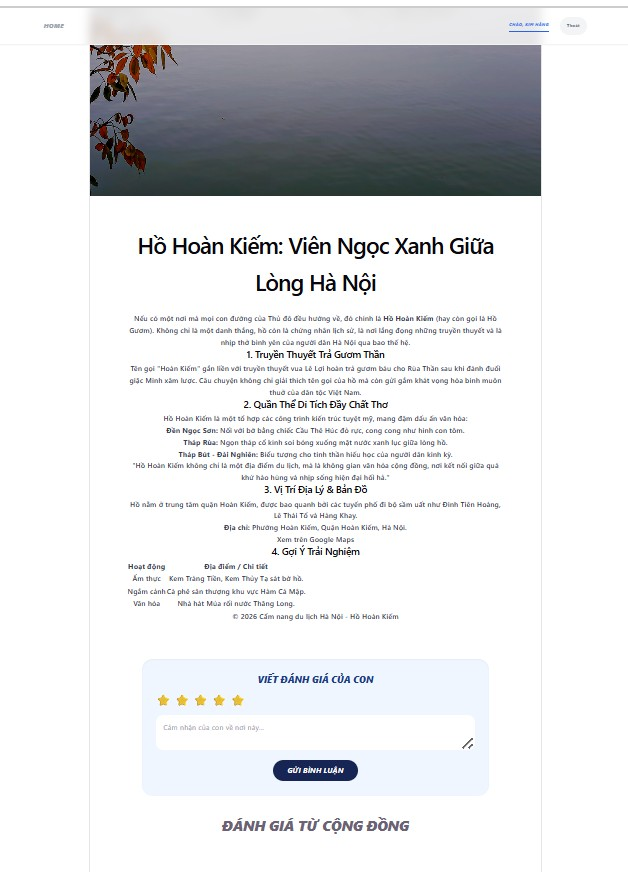 HOME
CHÀO, KIM HẰNG
Thoát
Hồ Hoàn Kiếm: Viên Ngọc Xanh Giữa
Lòng Hà Nội
Nếu có một nơi mà mọi con đường của Thủ đô đều hướng về, đó chính là Hồ Hoàn Kiếm (hay còn gọi là Hồ
Gươm). Không chỉ là một danh thắng, hồ còn là chứng nhân lịch sử, là nơi lắng đọng những truyền thuyết và là
nhịp thở bình yên của người dân Hà Nội qua bao thế hệ.
1. Truyền Thuyết Trả Gươm Thần
Tên gọi "Hoàn Kiếm" gắn liền với truyền thuyết vua Lê Lợi hoàn trả gươm báu cho Rùa Thần sau khi đánh đuổi
giặc Minh xâm lược. Câu chuyện không chỉ giải thích tên gọi của hồ mà còn gửi gắm khát vọng hòa bình muôn
thuở của dân tộc Việt Nam.
2. Quần Thể Di Tích Đầy Chất Thơ
Hồ Hoàn Kiếm là một tổ hợp các công trình kiến trúc tuyệt mỹ, mang đậm dấu ấn văn hóa:
Đền Ngọc Sơn: Nối với bờ bằng chiếc Cầu Thê Húc đỏ rực, cong cong như hình con tôm.
Tháp Rùa: Ngọn tháp cổ kính soi bóng xuống mặt nước xanh lục giữa lòng hồ.
Tháp Bút - Đài Nghiên: Biểu tượng cho tinh thần hiếu học của người dân kinh kỳ.
"Hồ Hoàn Kiếm không chỉ là một địa điểm du lịch, mà là không gian văn hóa cộng đồng, nơi kết nối giữa quá
khứ hào hùng và nhịp sống hiện đại hối hả."
3. Vị Trí Địa Lý & Bản Đồ
Hồ nằm ở trung tâm quận Hoàn Kiếm, được bao quanh bởi các tuyến phố đi bộ sầm uất như Đinh Tiên Hoàng,
Lê Thái Tổ và Hàng Khay.
Địa chỉ: Phường Hoàn Kiếm, Quận Hoàn Kiếm, Hà Nội.
Xem trên Google Maps
4. Gợi Ý Trải Nghiệm
Hoạt động Địa điểm / Chi tiết
Ẩm thực Kem Tràng Tiền, Kem Thủy Tạ sát bờ hồ.
Ngắm cảnh Cà phê sân thượng khu vực Hàm Cá Mập.
Văn hóa Nhà hát Múa rối nước Thăng Long.
© 2026 Cẩm nang du lịch Hà Nội - Hồ Hoàn Kiếm
VIẾT ĐÁNH GIÁ CỦA CON
Cảm nhận của con về nơi này...
GỬI BÌNH LUẬN
ĐÁNH GIÁ TỪ CỘNG ĐỒNG